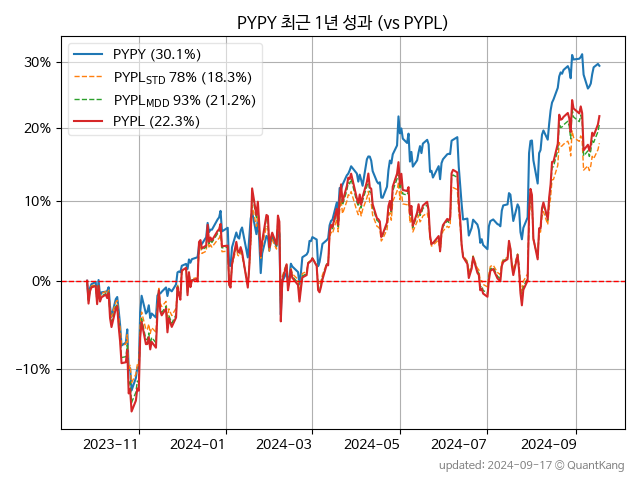 PYPY 최근 1년 성과 (vs PYPL)
PYPY (30.1%)
PYPL_STD 78% (18.3%)
PYPL_MDD 93% (21.2%)
PYPL (22.3%)
30%
20%
10%
0%
−10%
2023−11 2024−01 2024−03 2024−05 2024−07 2024−09
updated: 2024−09−17 © QuantKang